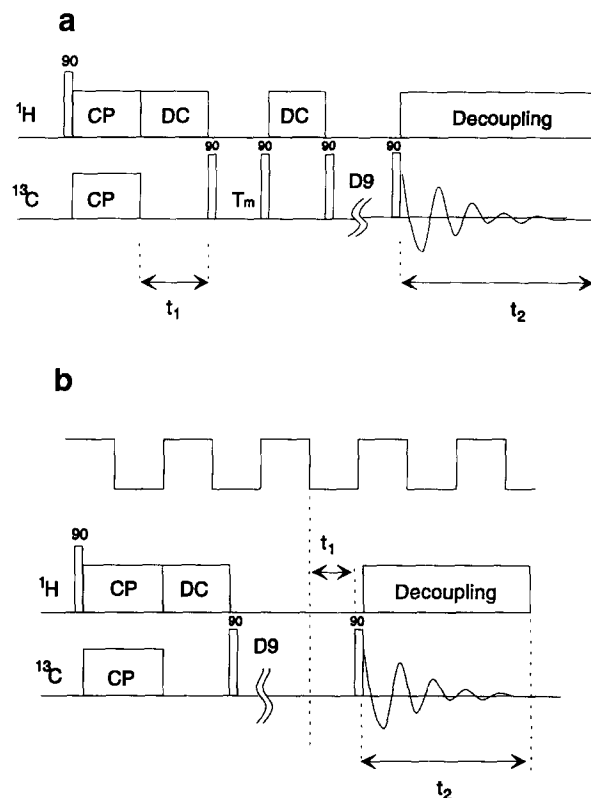 a
90
¹H CP DC DC Decoupling
90 90 90 90
¹³C CP Tm D9
t₁ t₂
b
t₁
90
¹H CP DC Decoupling
90 D9 90
¹³C CP
t₂